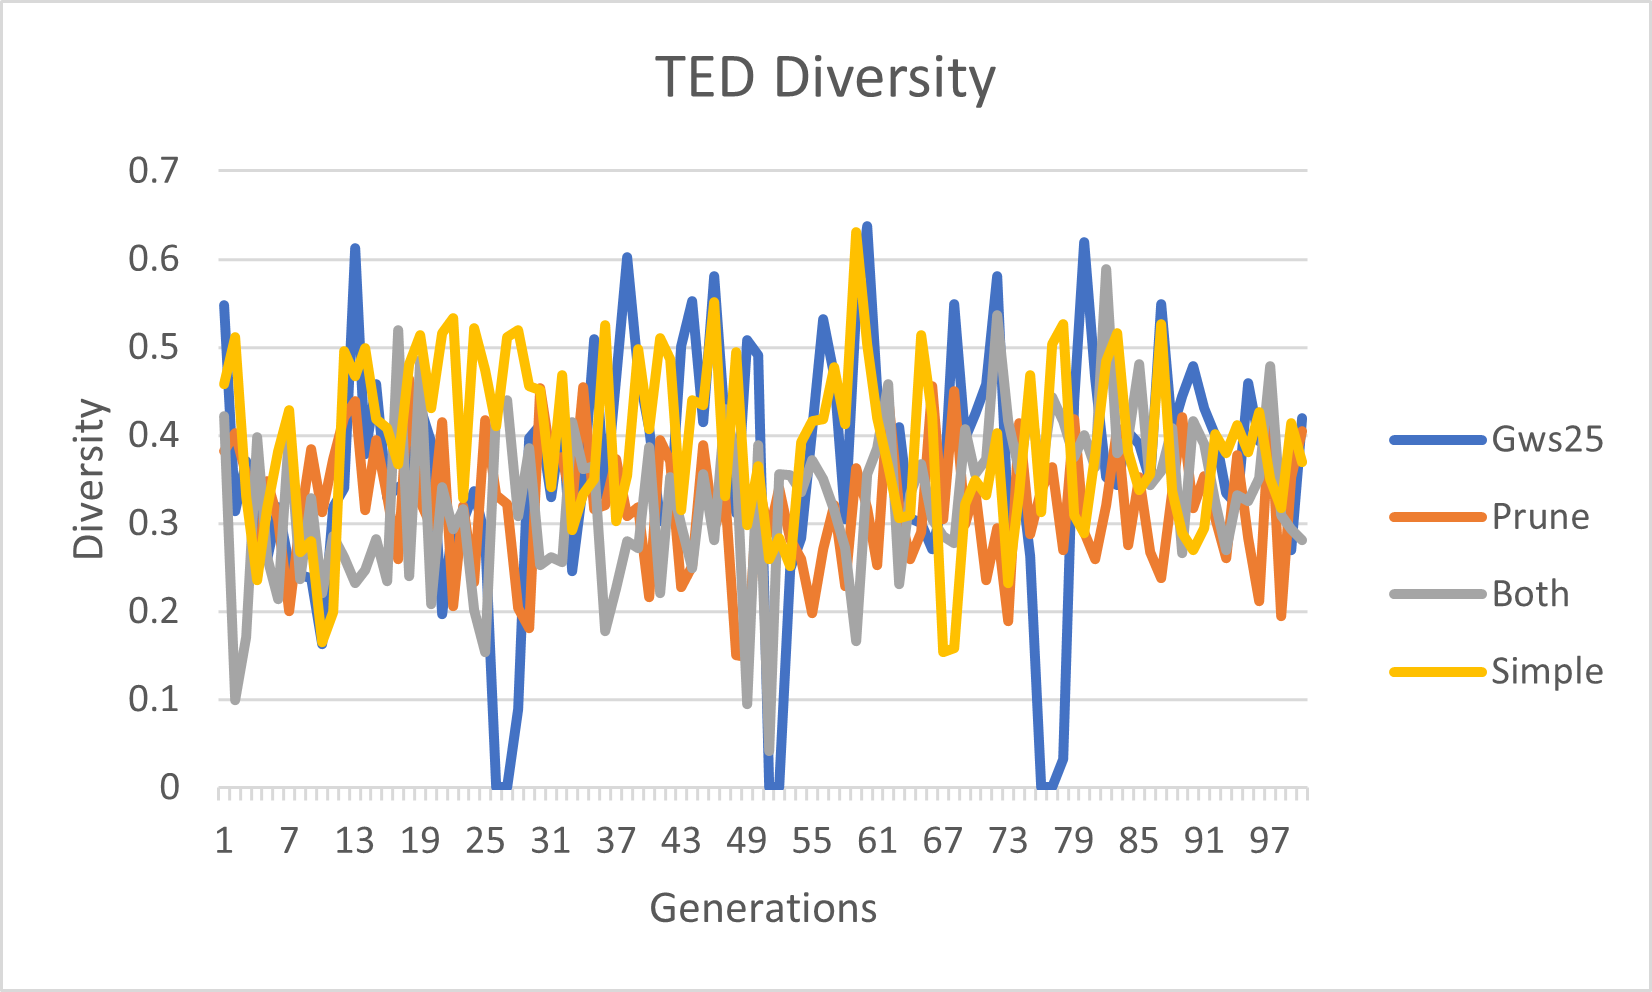 TED Diversity
0.7
0.6
0.5
0.4
0.3
0.2
0.1
0
Diversity
1 7 13 19 25 31 37 43 49 55 61 67 73 79 85 91 97
Generations
Gws25
Prune
Both
Simple